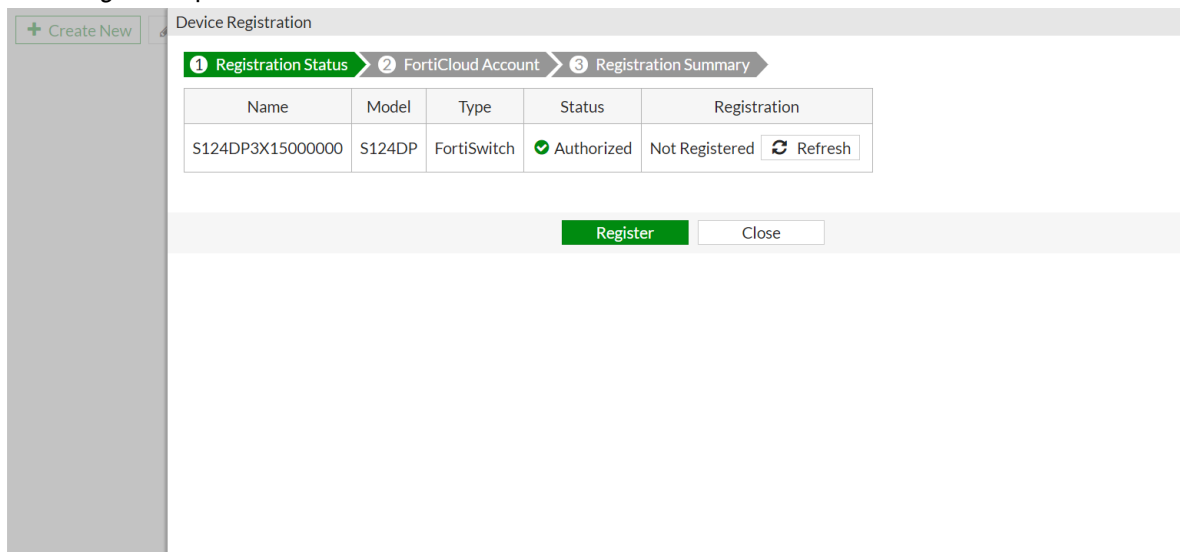 Create New
Device Registration
1 Registration Status 2 FortiCloud Account 3 Registration Summary
Name Model Type Status Registration
S124DP3X15000000 S124DP FortiSwitch Authorized Not Registered Refresh
Register Close